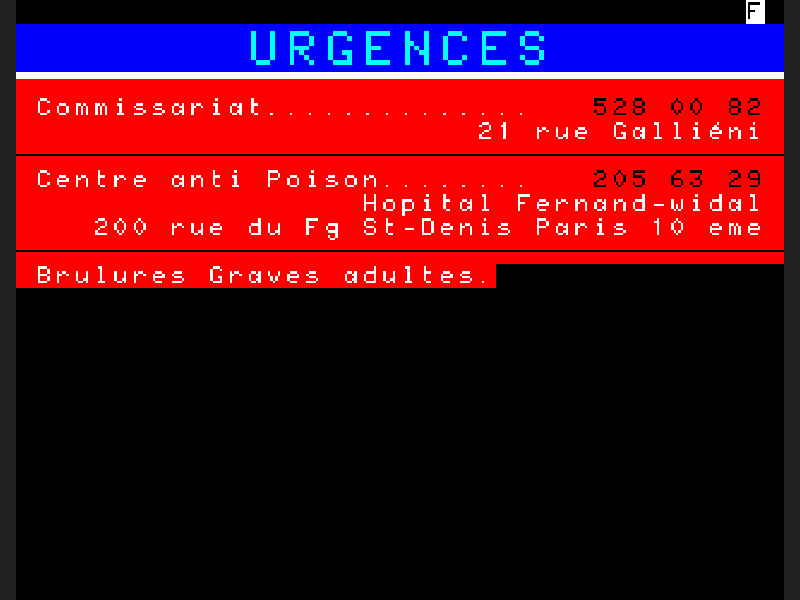 F
URGENCES
Commissariat.............. 528 00 82
21 rue Galliéni
Centre anti Poison........ 205 63 29
Hopital Fernand-widal
200 rue du Fg St-Denis Paris 10 eme
Brulures Graves adultes.